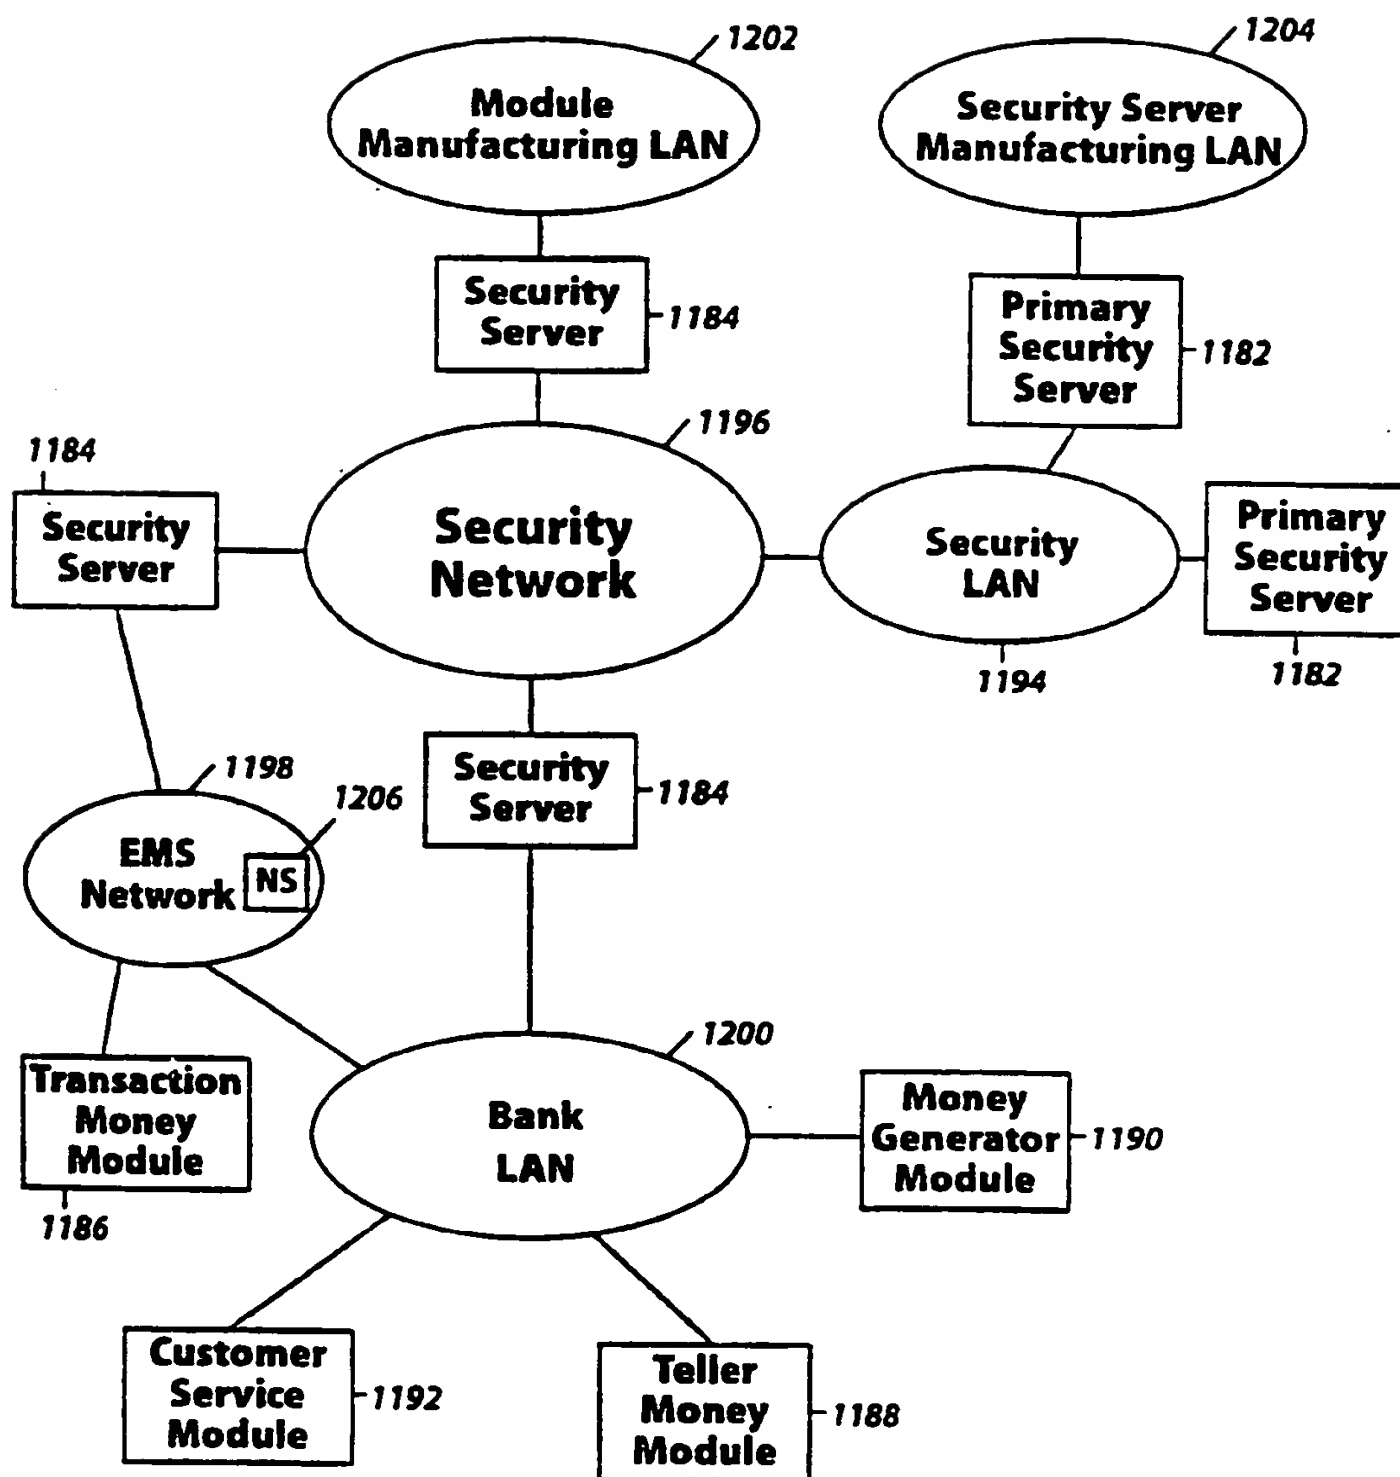 1202
1204
Module
Manufacturing LAN
Security Server
Manufacturing LAN
Security
Server
1184
Primary
Security
Server
1182
1196
1184
Security
Server
Security
Network
Security
LAN
1194
Primary
Security
Server
1182
1198
1206
EMS
Network
NS
Security
Server
1184
1200
Transaction
Money
Module
1186
Bank
LAN
Money
Generator
Module
1190
Customer
Service
Module
1192
Teller
Money
Module
1188